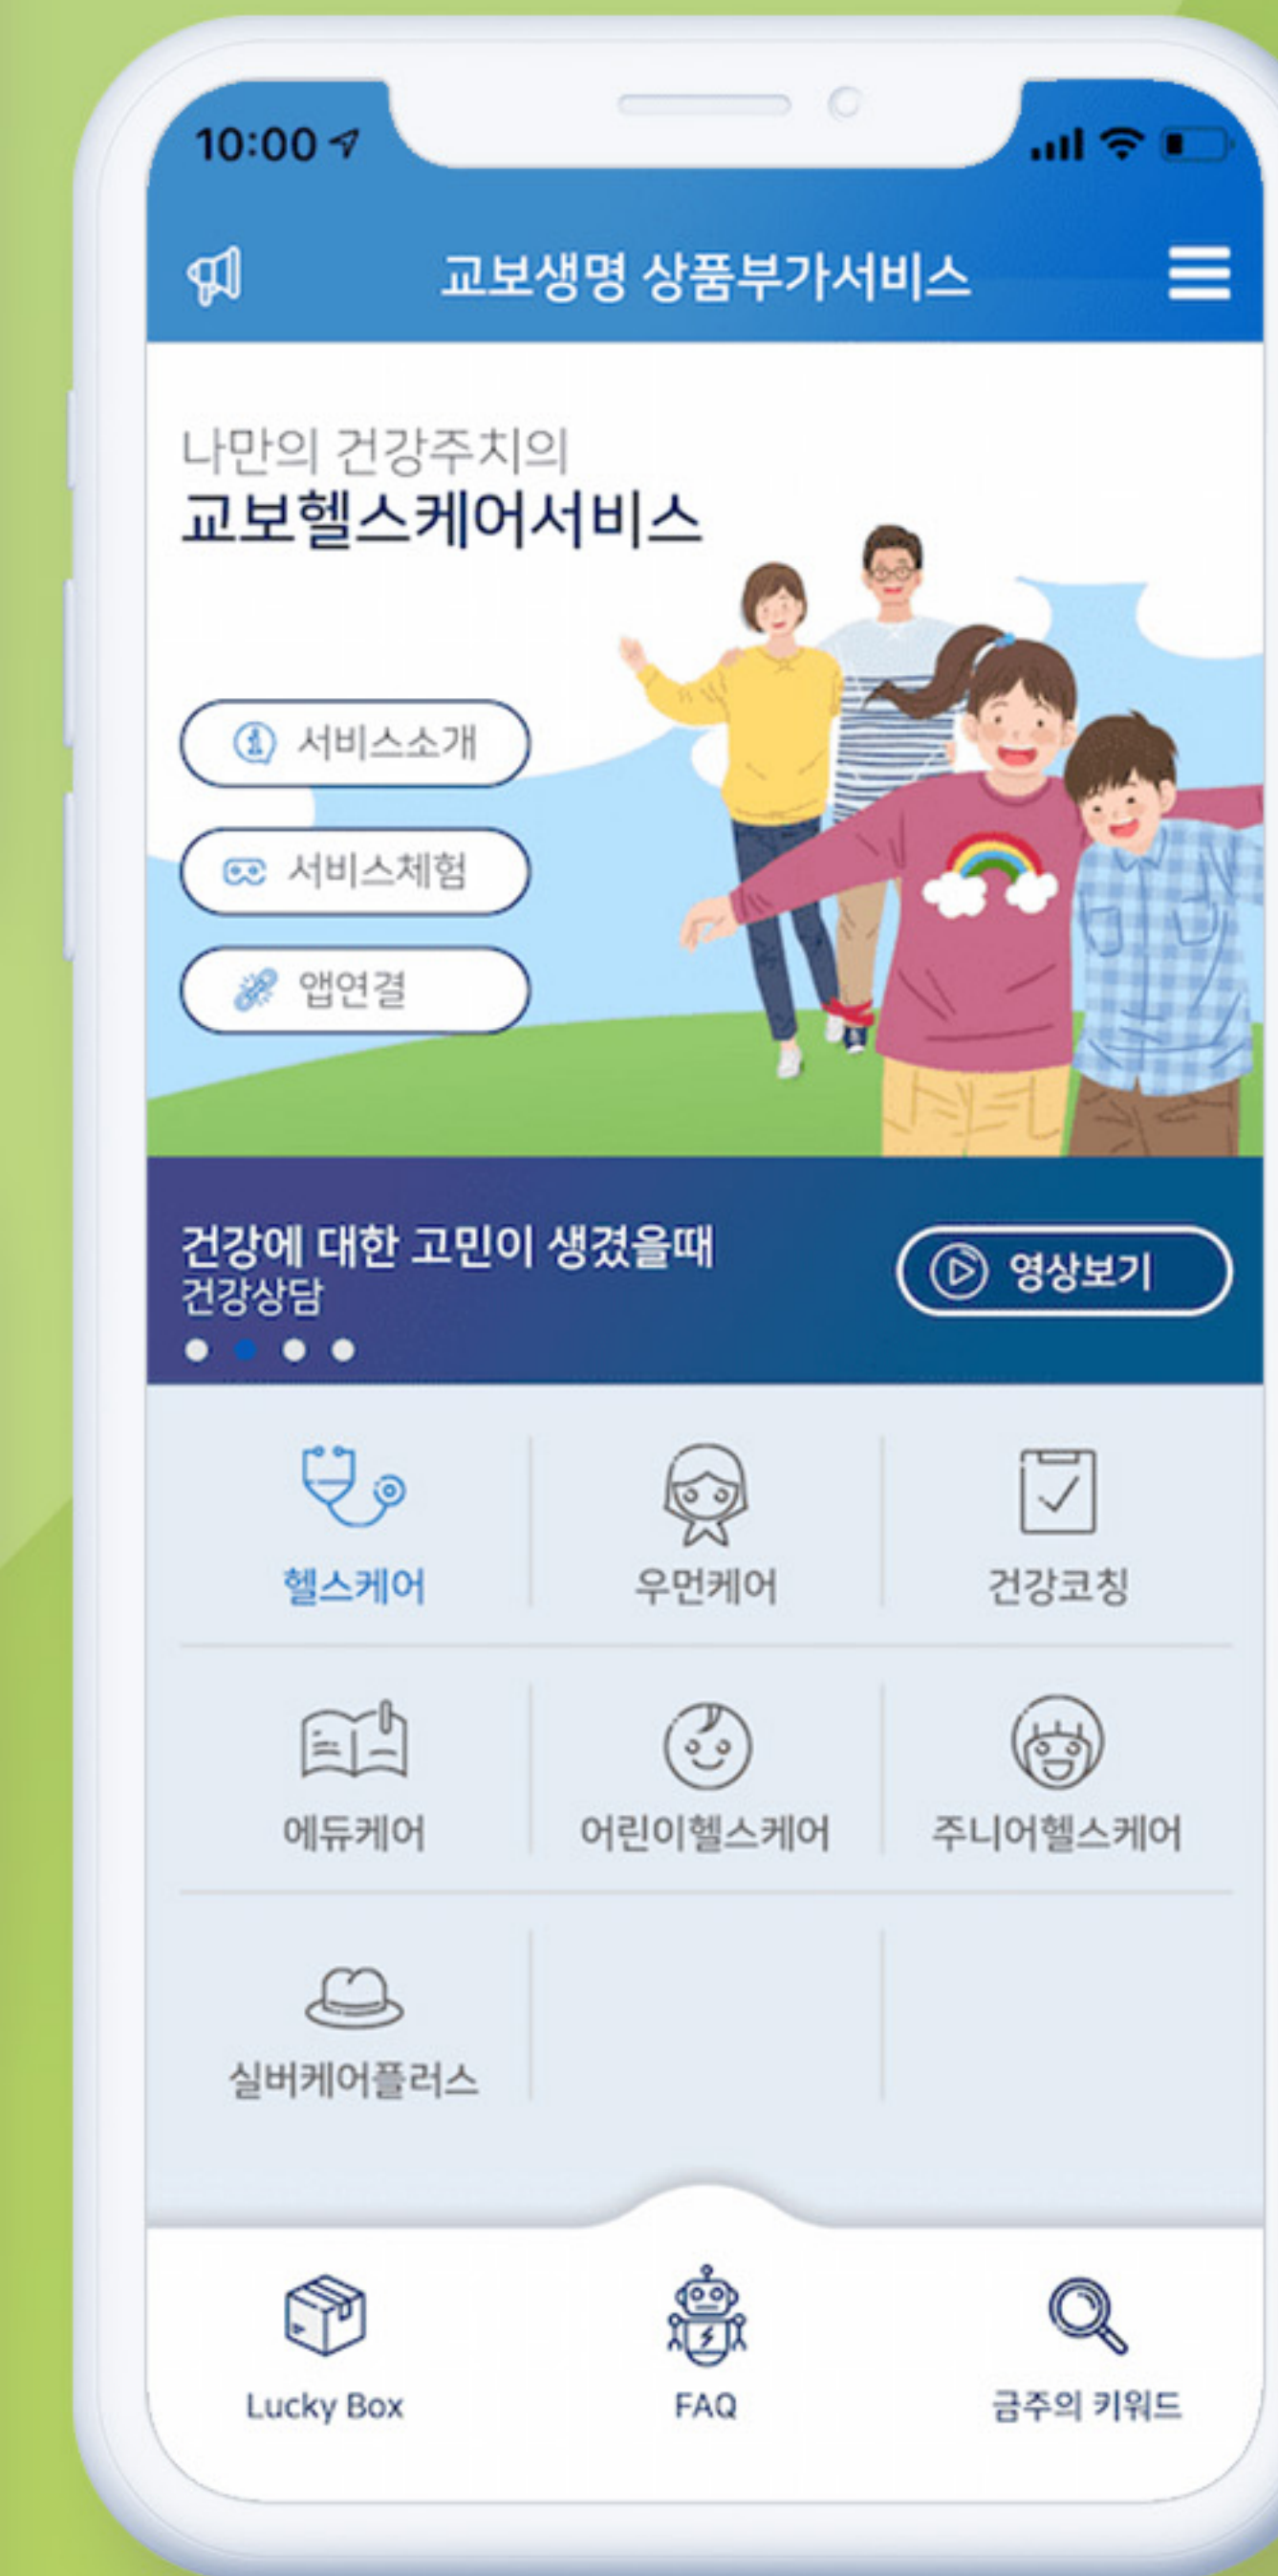 10:00
교보생명 상품부가서비스
나만의 건강주치의
교보헬스케어서비스
서비스소개
서비스체험
앱연결
건강에 대한 고민이 생겼을때
건강상담
영상보기
헬스케어
우먼케어
건강코칭
에듀케어
어린이헬스케어
주니어헬스케어
실버케어플러스
Lucky Box
FAQ
금주의 키워드